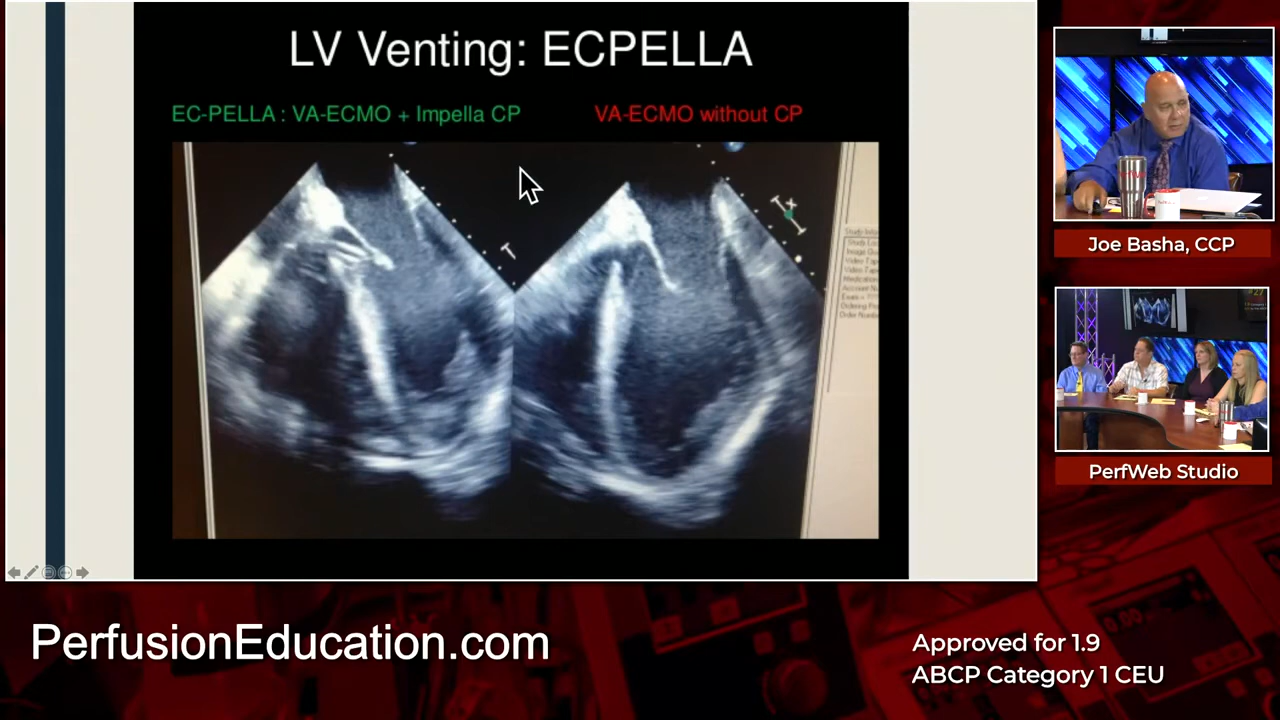 LV Venting: ECPELLA
EC-PELLA : VA-ECMO + Impella CP
VA-ECMO without CP
Joe Basha, CCP
PerfWeb Studio
PerfusionEducation.com
Approved for 1.9
ABCP Category 1 CEU